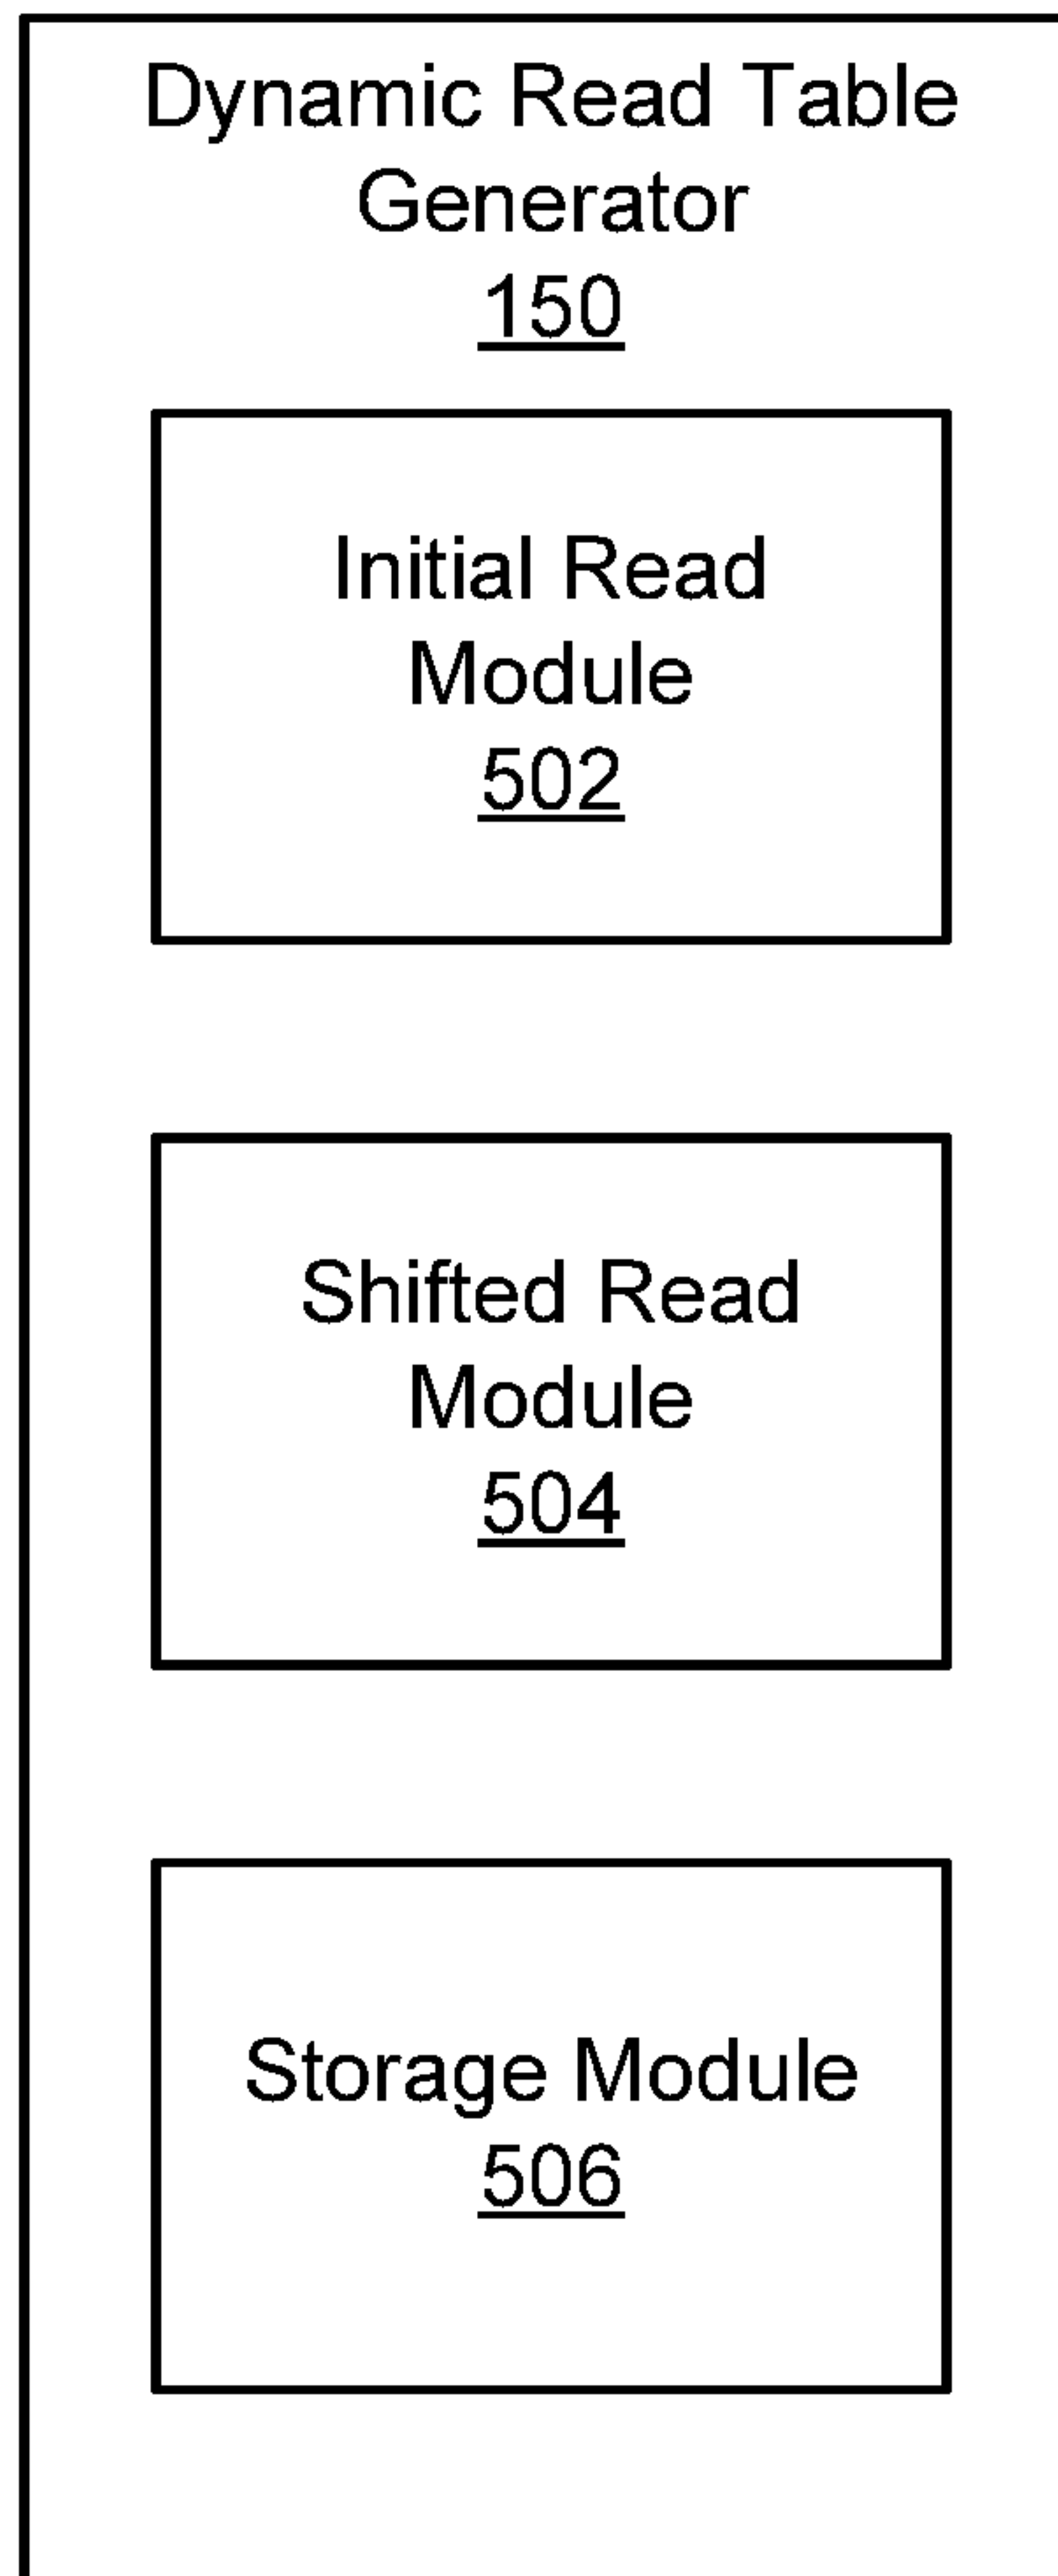 Dynamic Read Table
Generator
150
Initial Read
Module
502
Shifted Read
Module
504
Storage Module
506